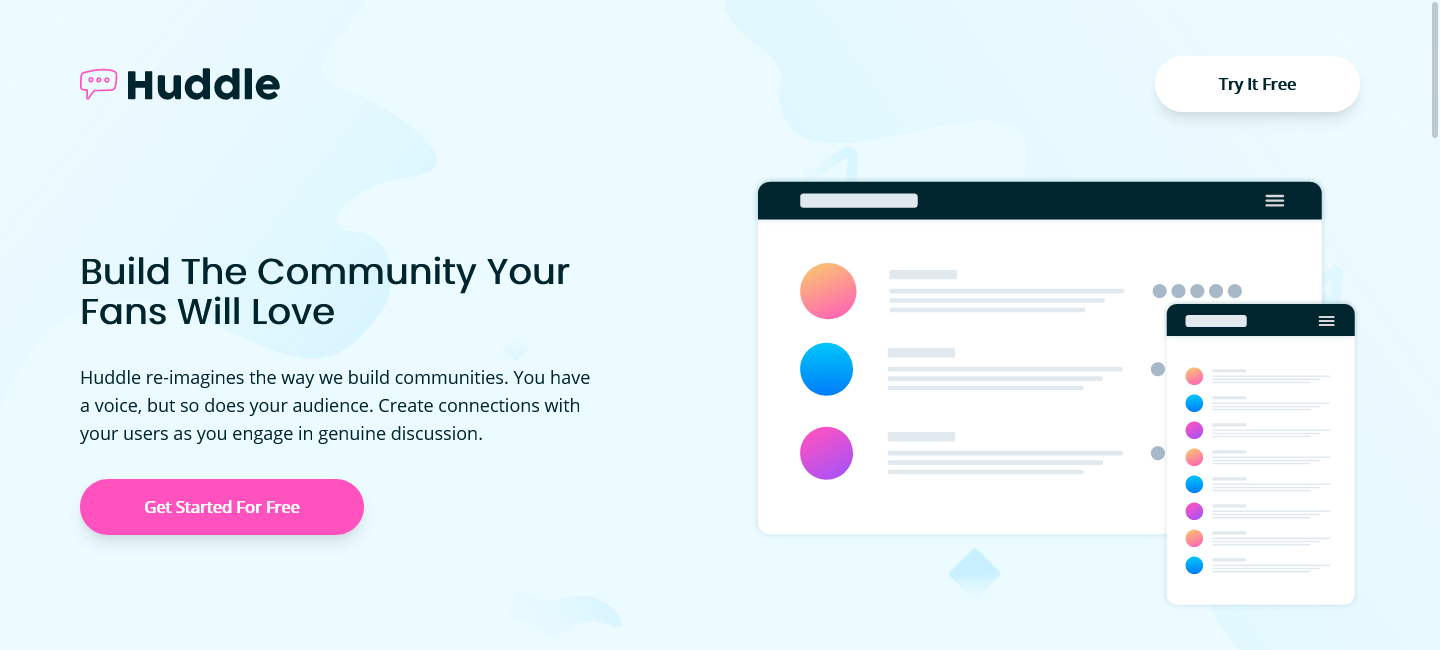 Huddle
Try It Free
Build The Community Your
Fans Will Love
Huddle re-imagines the way we build communities. You have
a voice, but so does your audience. Create connections with
your users as you engage in genuine discussion.
Get Started For Free